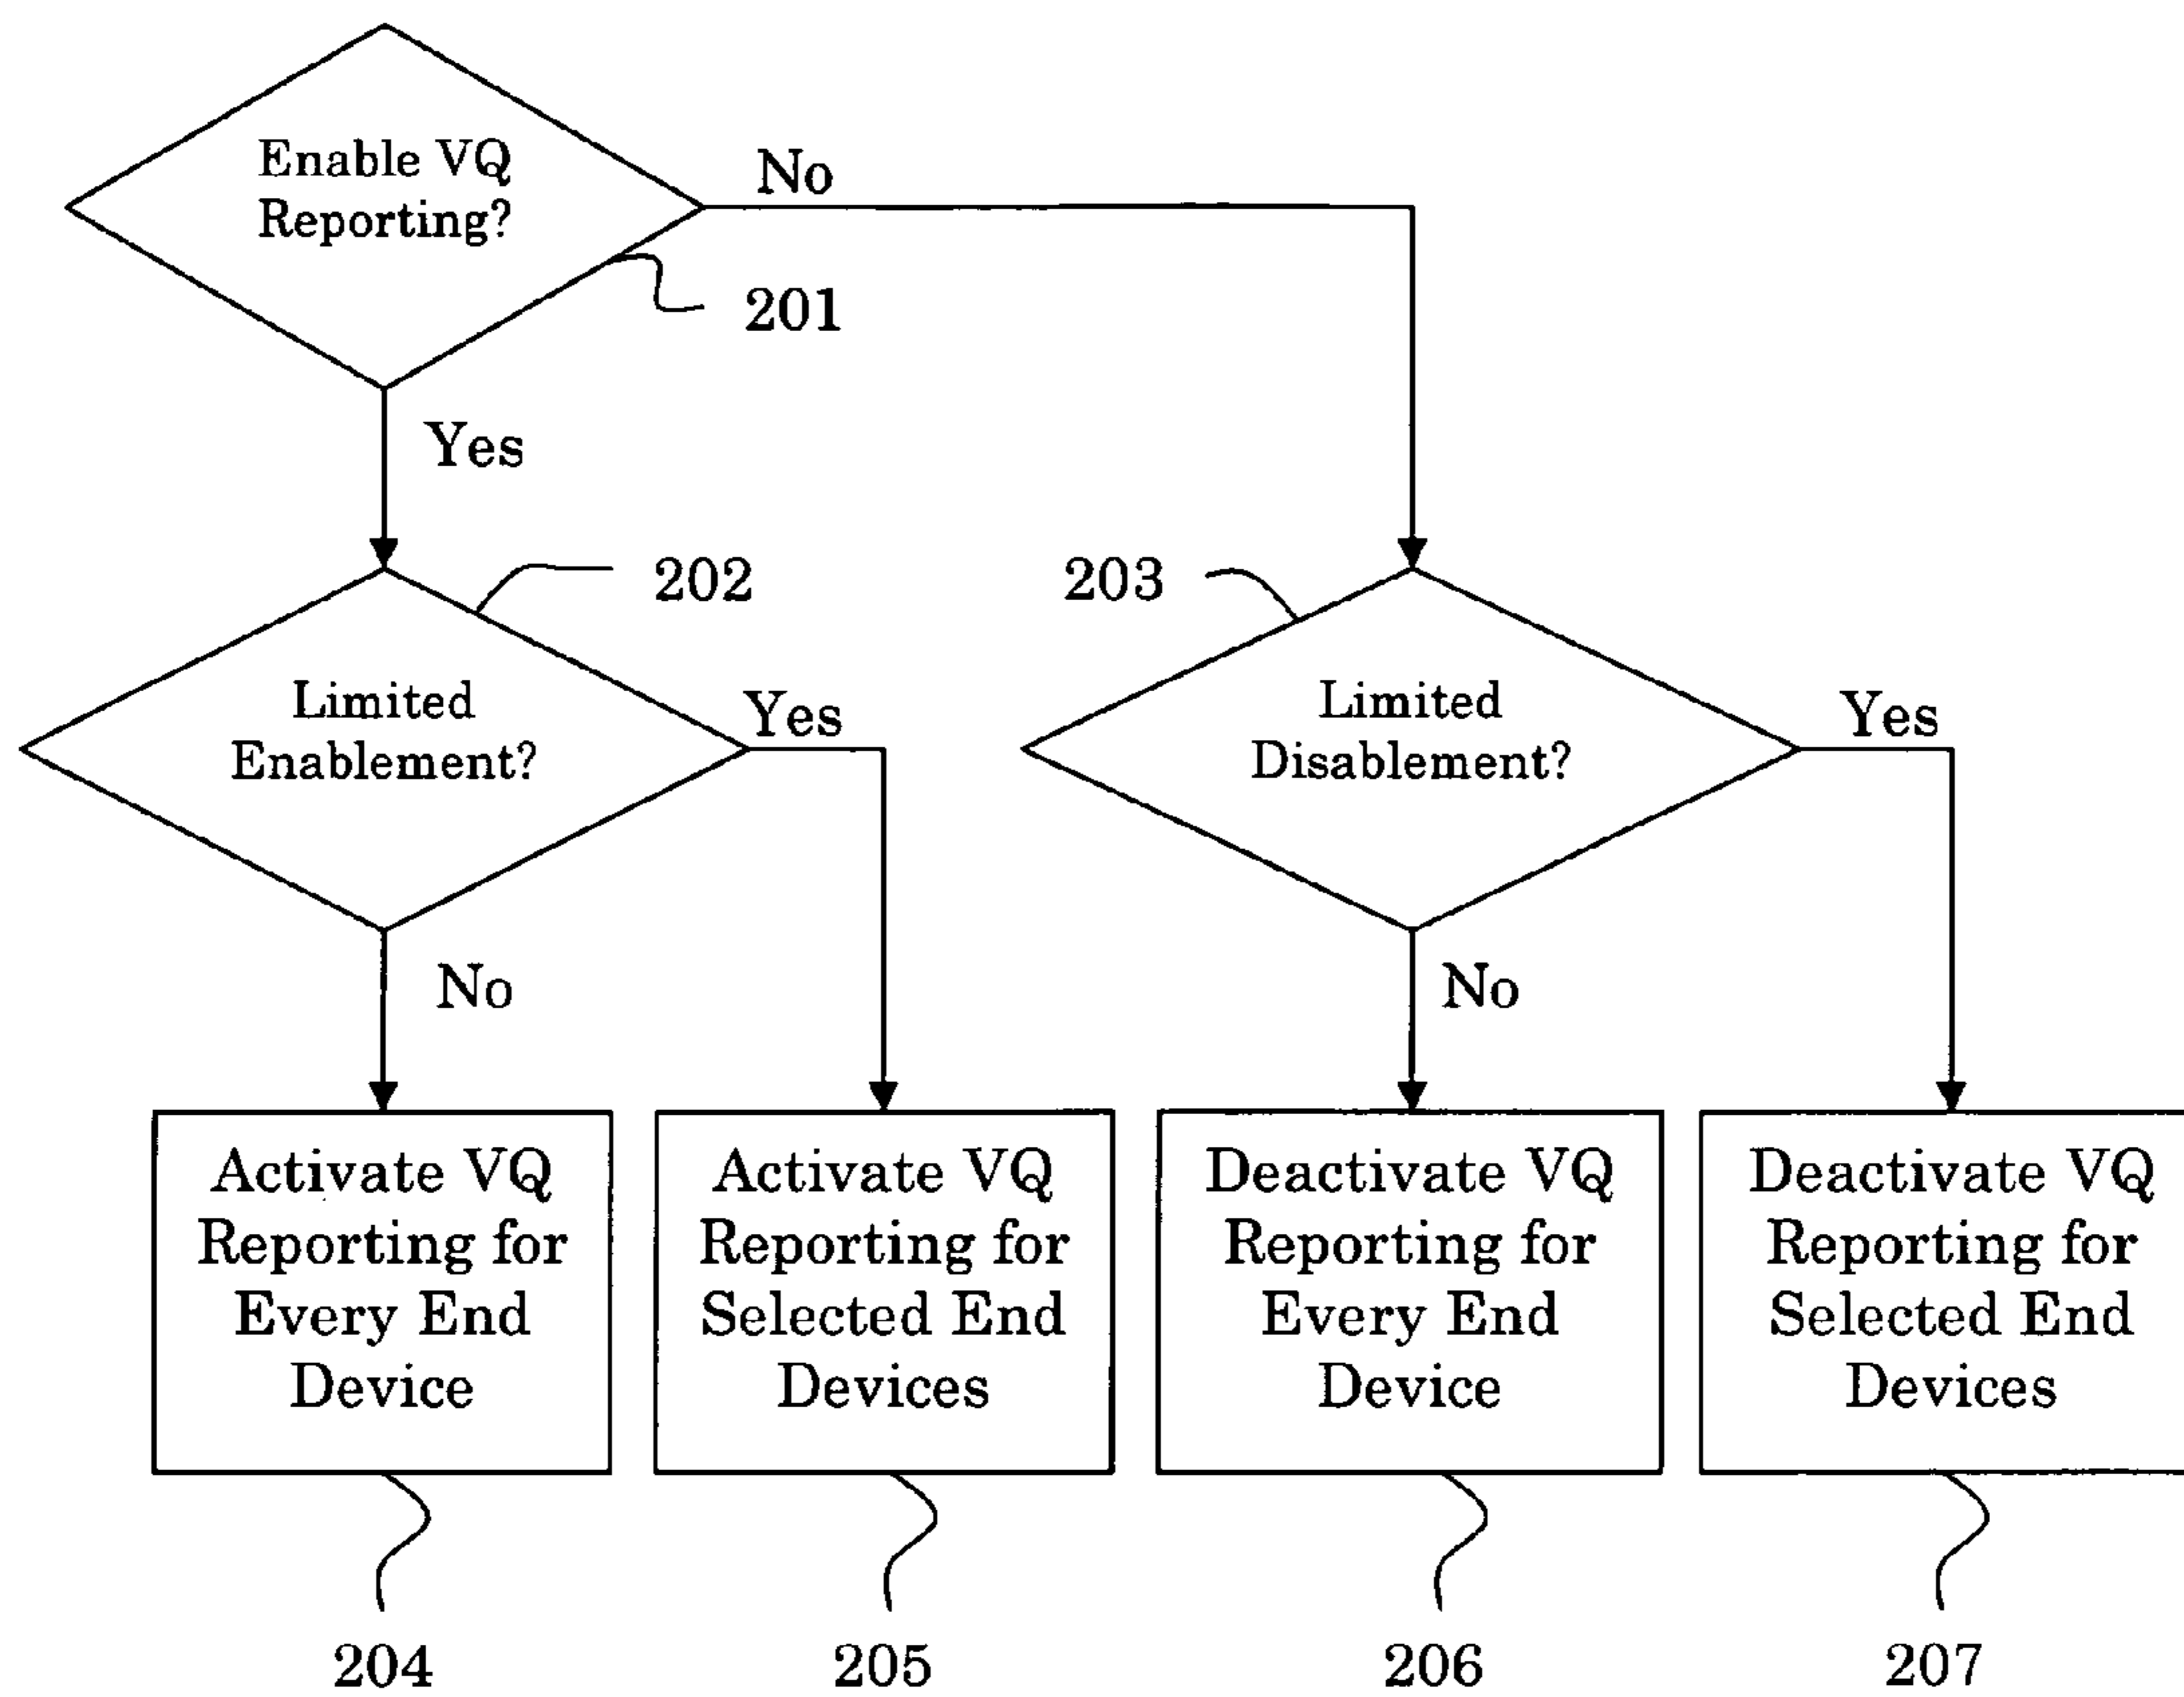 Enable VQ
Reporting?
No
201
Yes
202
203
Limited
Enablement?
Yes
Limited
Disablement?
Yes
No
No
Activate VQ
Reporting for
Every End
Device
Activate VQ
Reporting for
Selected End
Devices
Deactivate VQ
Reporting for
Every End
Device
Deactivate VQ
Reporting for
Selected End
Devices
204
205
206
207